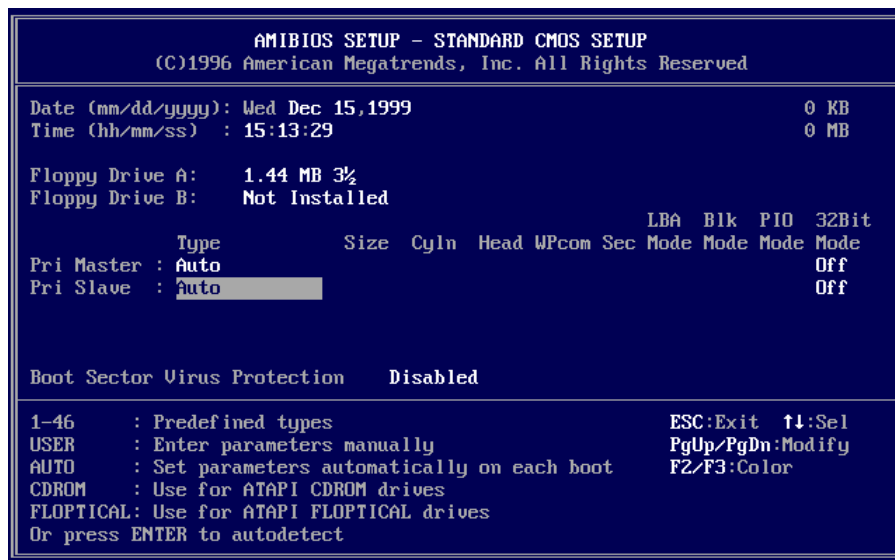 AMIBIOS SETUP - STANDARD CMOS SETUP
(C)1996 American Megatrends, Inc. All Rights Reserved
Date (mm/dd/yyyy): Wed Dec 15,1999 0 KB
Time (hh/mm/ss) : 15:13:29 0 MB
Floppy Drive A: 1.44 MB 3½
Floppy Drive B: Not Installed
LBA Blk PIO 32Bit
Type Size Cyln Head WPcom Sec Mode Mode Mode Mode
Pri Master : Auto Off
Pri Slave : Auto Off
Boot Sector Virus Protection Disabled
1-46 : Predefined types ESC:Exit ↑↓:Sel
USER : Enter parameters manually PgUp/PgDn:Modify
AUTO : Set parameters automatically on each boot F2/F3:Color
CDROM : Use for ATAPI CDROM drives
FLOPTICAL: Use for ATAPI FLOPTICAL drives
Or press ENTER to autodetect